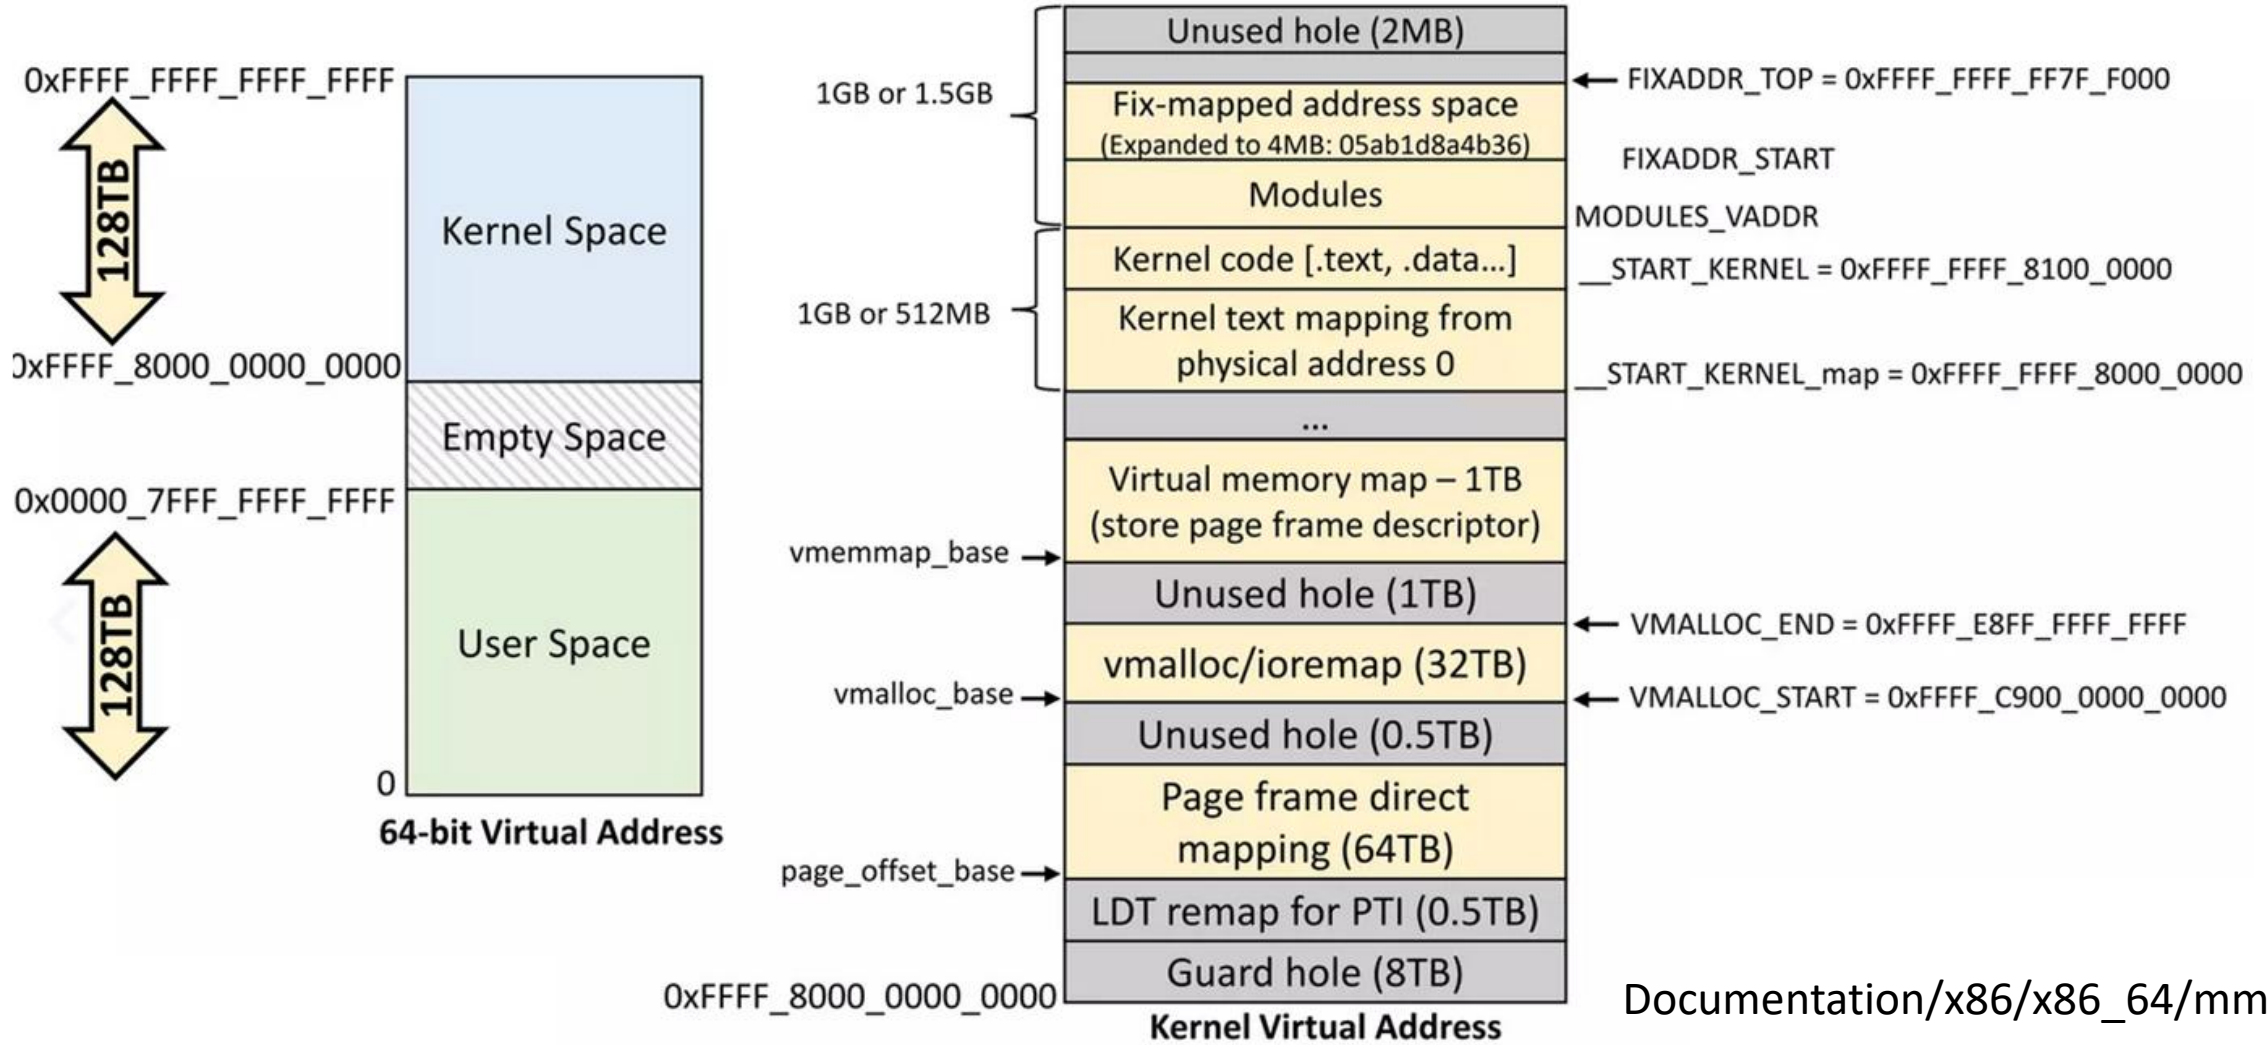 0xFFFF_FFFF_FFFF_FFFF
128TB
Kernel Space
0xFFFF_8000_0000_0000
Empty Space
0x0000_7FFF_FFFF_FFFF
128TB
User Space
0
64-bit Virtual Address
1GB or 1.5GB
1GB or 512MB
Unused hole (2MB)
FIXADDR_TOP = 0xFFFF_FFFF_FF7F_F000
Fix-mapped address space
(Expanded to 4MB: 05ab1d8a4b36)
FIXADDR_START
Modules
MODULES_VADDR
Kernel code [.text, .data…]
__START_KERNEL = 0xFFFF_FFFF_8100_0000
Kernel text mapping from
physical address 0
__START_KERNEL_map = 0xFFFF_FFFF_8000_0000
...
Virtual memory map – 1TB
(store page frame descriptor)
vmemmap_base
Unused hole (1TB)
VMALLOC_END = 0xFFFF_E8FF_FFFF_FFFF
vmalloc/ioremap (32TB)
vmalloc_base
VMALLOC_START = 0xFFFF_C900_0000_0000
Unused hole (0.5TB)
Page frame direct
mapping (64TB)
page_offset_base
LDT remap for PTI (0.5TB)
Guard hole (8TB)
0xFFFF_8000_0000_0000
Kernel Virtual Address
Documentation/x86/x86_64/mm